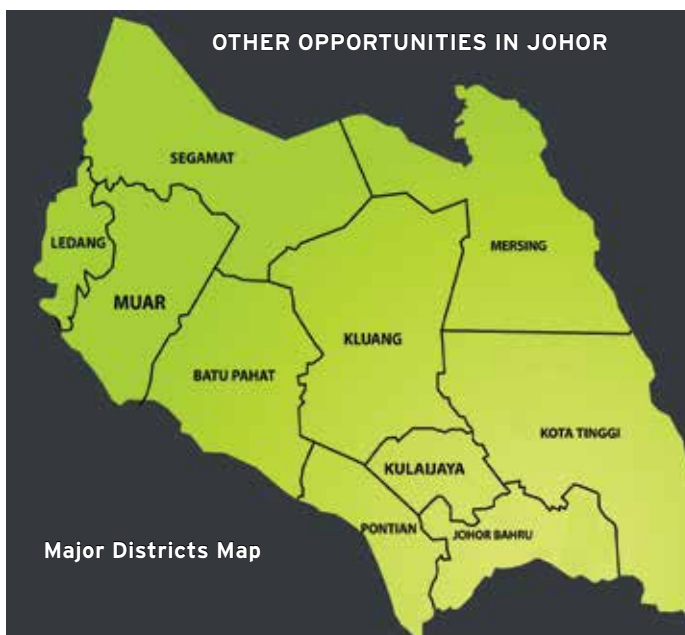 OTHER OPPORTUNITIES IN JOHOR
SEGAMAT
LEDANG
MERSING
MUAR
KLUANG
BATU PAHAT
KOTA TINGGI
KULAIJAYA
PONTIAN
JOHOR BAHRU
Major Districts Map